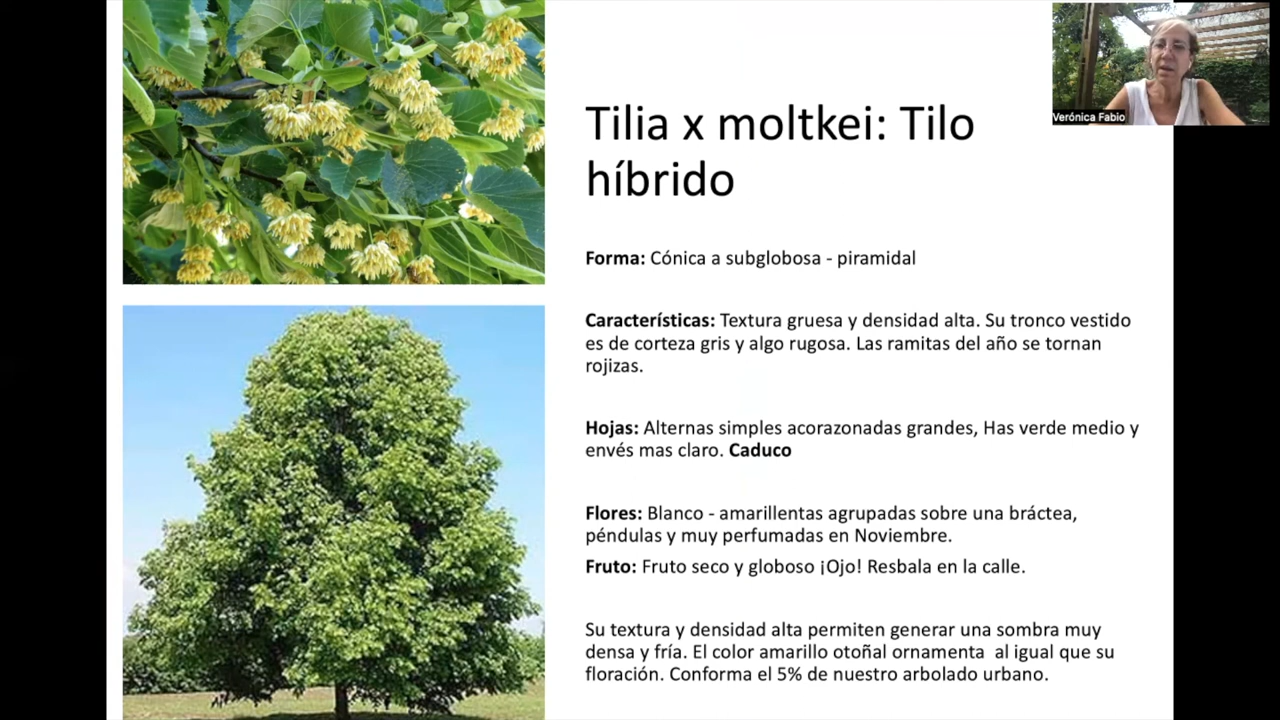 Verónica Fabio
Tilia x moltkei: Tilo
híbrido
Forma: Cónica a subglobosa - piramidal
Características: Textura gruesa y densidad alta. Su tronco vestido
es de corteza gris y algo rugosa. Las ramitas del año se tornan
rojizas.
Hojas: Alternas simples acorazonadas grandes, Has verde medio y
envés mas claro. Caduco
Flores: Blanco - amarillentas agrupadas sobre una bráctea,
péndulas y muy perfumadas en Noviembre.
Fruto: Fruto seco y globoso ¡Ojo! Resbala en la calle.
Su textura y densidad alta permiten generar una sombra muy
densa y fría. El color amarillo otoñal ornamenta  al igual que su
floración. Conforma el 5% de nuestro arbolado urbano.